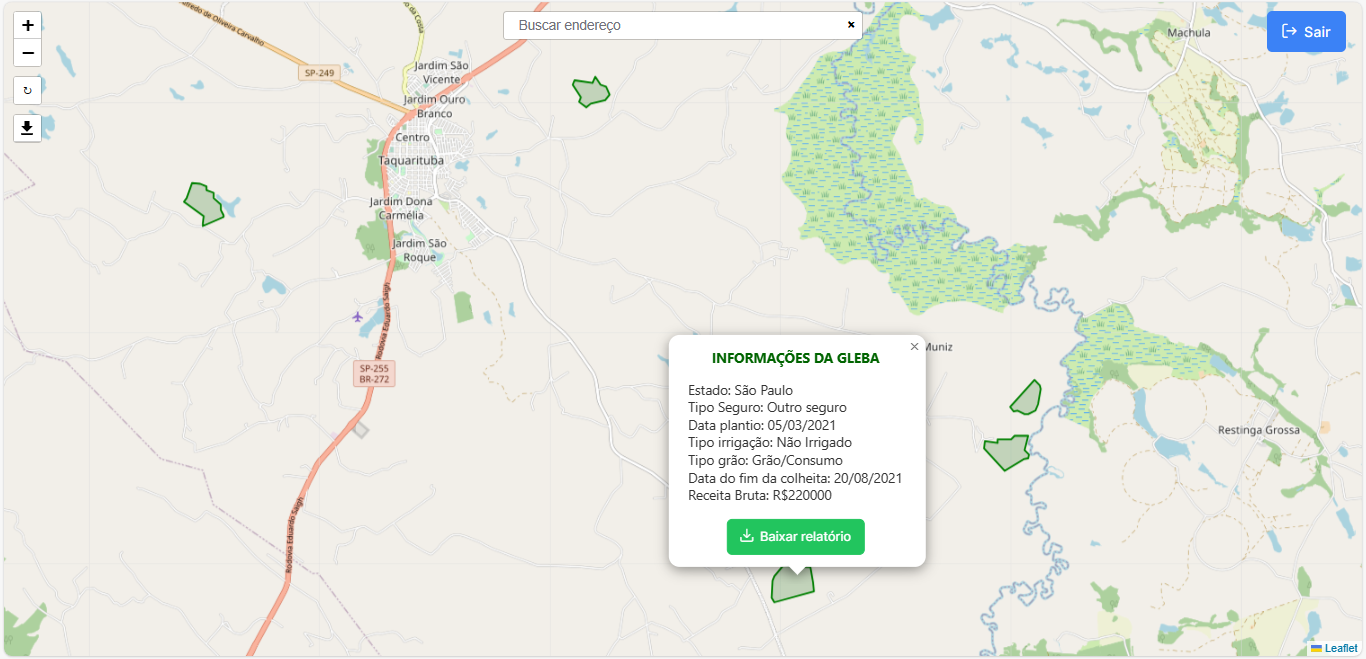 +
−
↻
Buscar endereço
×
Sair
Alfredo de Oliveira Carvalho
da Costa
Machula
SP-249
Jardim São
Vicente
Jardim Ouro
Branco
Centro
Taquarituba
Jardim Dona
Carmélia
Jardim São
Roque
Rodovia Eduardo Saigh
SP-255
BR-272
Rodovia Eduardo Saigh
Muniz
Restinga Grossa
×
INFORMAÇÕES DA GLEBA
Estado: São Paulo
Tipo Seguro: Outro seguro
Data plantio: 05/03/2021
Tipo irrigação: Não Irrigado
Tipo grão: Grão/Consumo
Data do fim da colheita: 20/08/2021
Receita Bruta: R$220000
Baixar relatório
Leaflet